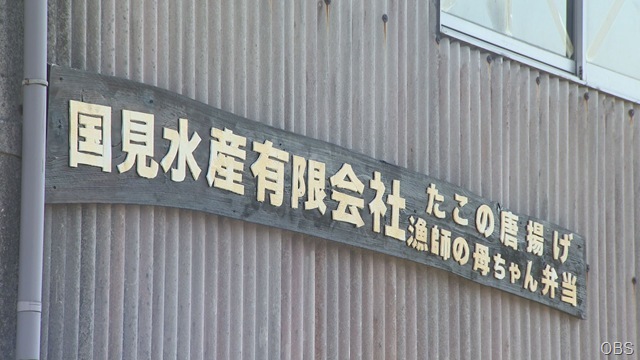 国見水産有限会社
たこの唐揚げ
漁師の母ちゃん弁当
OBS